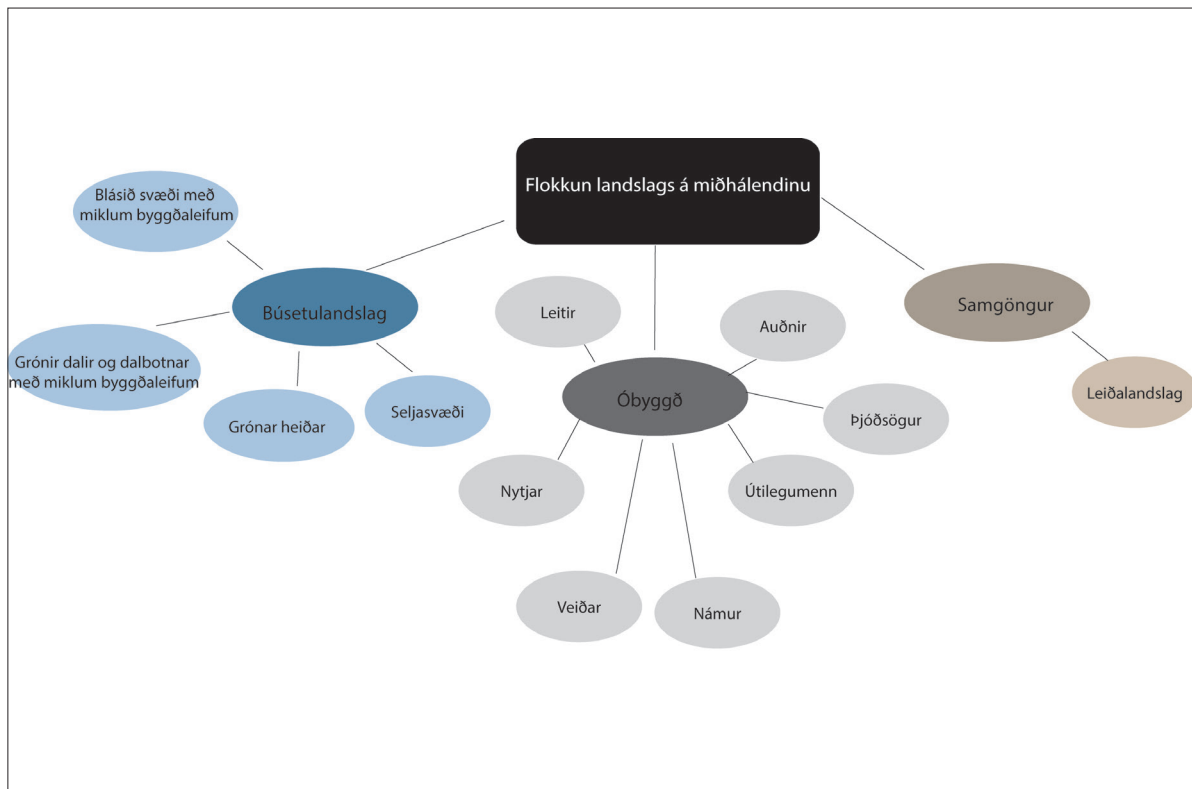 Flokkun landslags á miðhálendinu
Blásið svæði með
miklum byggðaleifum
Búsetulandslag
Grónir dalir og dalbotnar
með miklum byggðaleifum
Grónar heiðar
Seljasvæði
Leitir
Auðnir
Óbyggð
Þjóðsögur
Nytjar
Útilegumenn
Veiðar
Námur
Samgöngur
Leiðalandslag